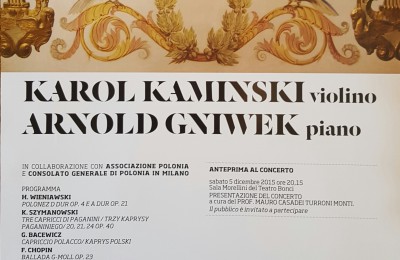 KAROL KAMINSKI violino
ARNOLD GNIWEK piano
IN COLLABORAZIONE CON ASSOCIAZIONE POLONIA
E CONSOLATO GENERALE DI POLONIA IN MILANO
PROGRAMMA
H. WIENIAWSKI
POLONEZ D DUR OP. 4 E A DUR OP. 21
K. SZYMANOWSKI
TRE CAPRICCI DI PAGANINI / TRZY KAPRYSY
PAGANINIEGO/ 20, 21, 24 OP. 40
G. BACEWICZ
CAPRICCIO POLACCO/ KAPRYS POLSKI
F. CHOPIN
BALLADA G-MOLL OP. 23
ANTEPRIMA AL CONCERTO
sabato 5 dicembre 2015 ore 20,15
Sala Morellini del Teatro Bonci
PRESENTAZIONE DEL CONCERTO
a cura del PROF. MAURO CASADEI TURRONI MONTI.
Il pubblico è invitato a partecipare